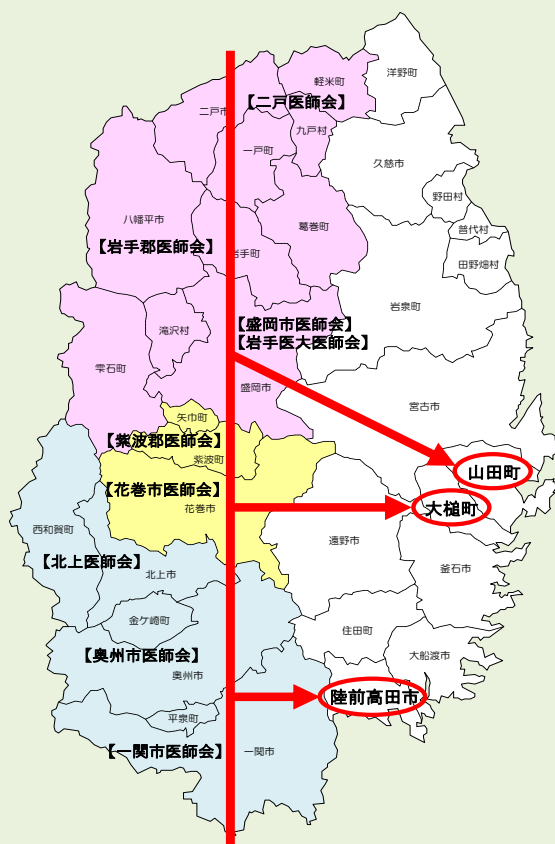 洋野町
軽米町
二戸市
【二戸医師会】
九戸村
一戸町
久慈市
野田村
普代村
田野畑村
八幡平市
葛巻町
【岩手郡医師会】
岩手町
岩泉町
滝沢村
【盛岡市医師会】
【岩手医大医師会】
雫石町
盛岡市
宮古市
矢巾町
【紫波郡医師会】
紫波町
山田町
【花巻市医師会】
花巻市
大槌町
西和賀町
遠野市
【北上医師会】
北上市
釜石市
金ケ崎町
住田町
【奥州市医師会】
奥州市
大船渡市
陸前高田市
平泉町
【一関市医師会】
一関市